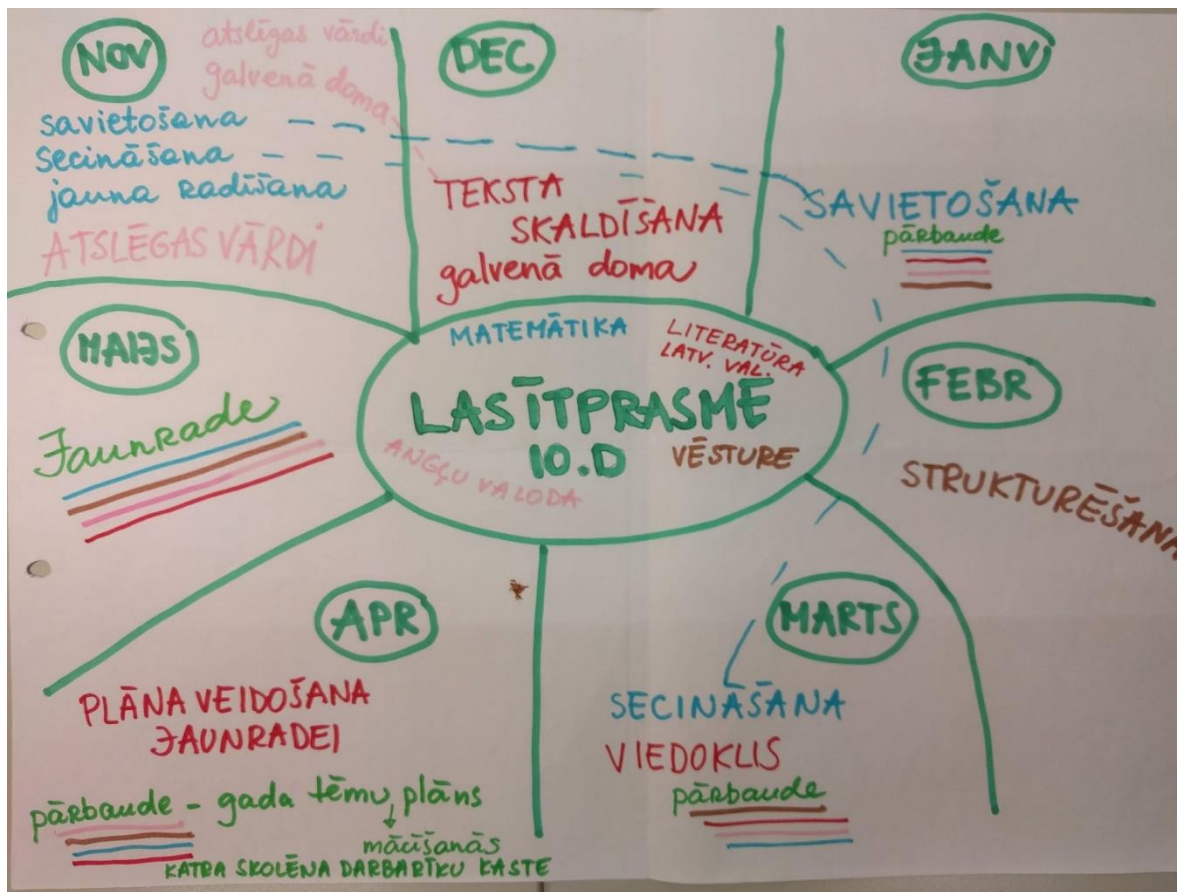 NOV
atslēgas vārdi
galvenā doma
savietošana
secināšana
jauna radīšana
ATSLĒGAS VĀRDI
DEC
TEKSTA
SKALDĪŠANA
galvenā doma
JANV
SAVIETOŠANA
pārbaude
FEBR
STRUKTURĒŠANA
MARTS
SECINĀŠANA
VIEDOKLIS
pārbaude
APR
PLĀNA VEIDOŠANA
JAUNRADEI
pārbaude - gada tēmu plāns
mācīšanās
KATRA SKOLĒNA DARBARĪKU KASTE
MAIJS
Jaunrade
MATEMĀTIKA
LITERATŪRA
LATV. VAL.
LASĪTPRASME
10.D
VĒSTURE
ANGĻU VALODA